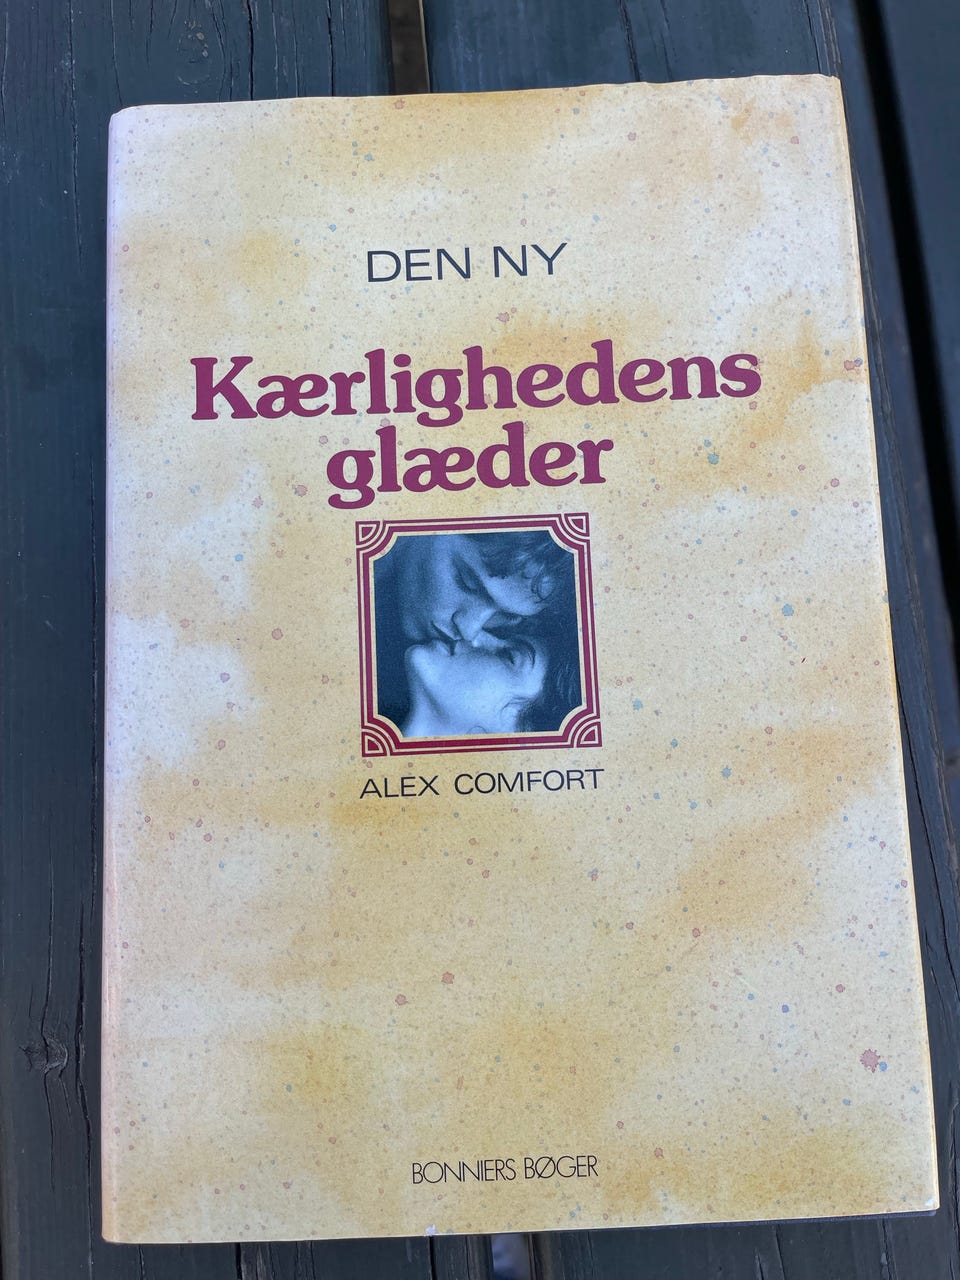 DEN NY
Kærlighedens
glæder
ALEX COMFORT
BONNIERS BØGER